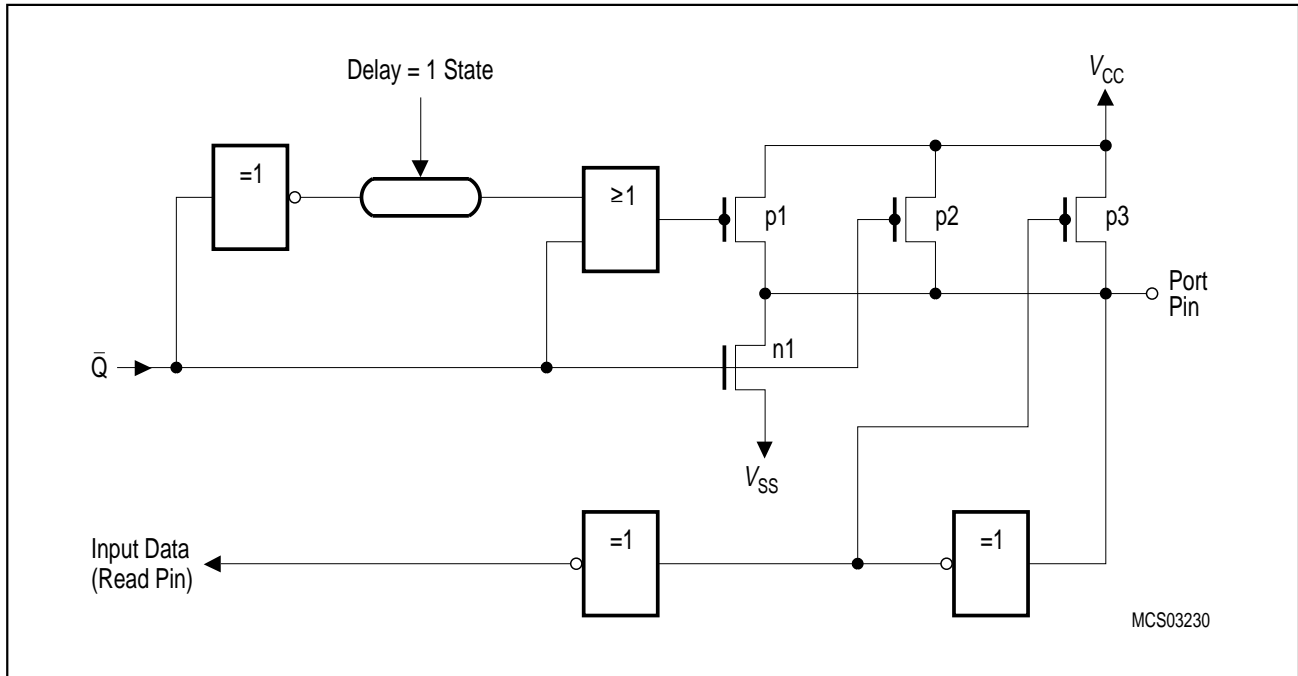 Delay = 1 State
V_CC
=1
≥1
p1
p2
p3
Port
Pin
Q̄
n1
V_SS
Input Data
(Read Pin)
=1
=1
MCS03230